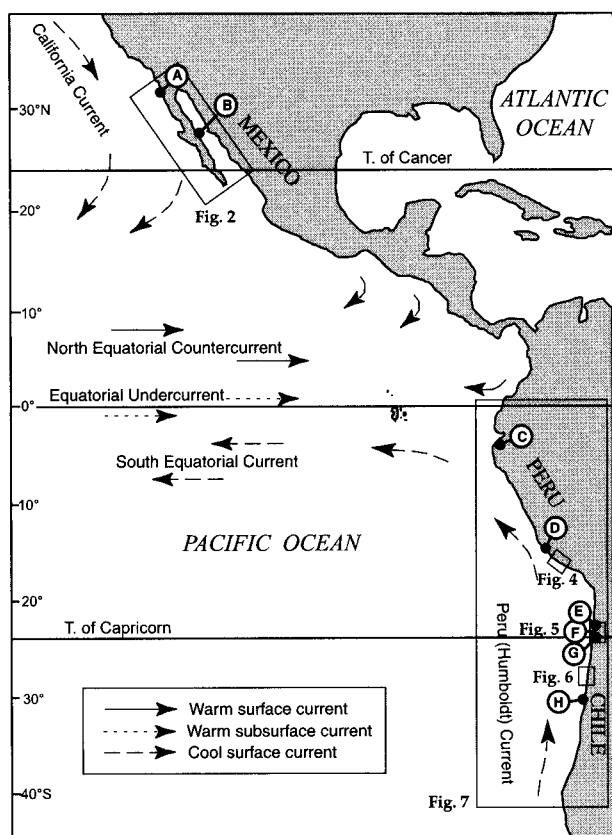 California Current
A
B
MEXICO
ATLANTIC
OCEAN
30°N
T. of Cancer
20°
Fig. 2
10°
North Equatorial Countercurrent
Equatorial Undercurrent
0°
C
South Equatorial Current
PERU
10°
D
PACIFIC OCEAN
Fig. 4
20°
E
Fig. 5
F
T. of Capricorn
G
Fig. 6
30°
H
Peru (Humboldt) Current
CHILE
Warm surface current
Warm subsurface current
Cool surface current
40°S
Fig. 7